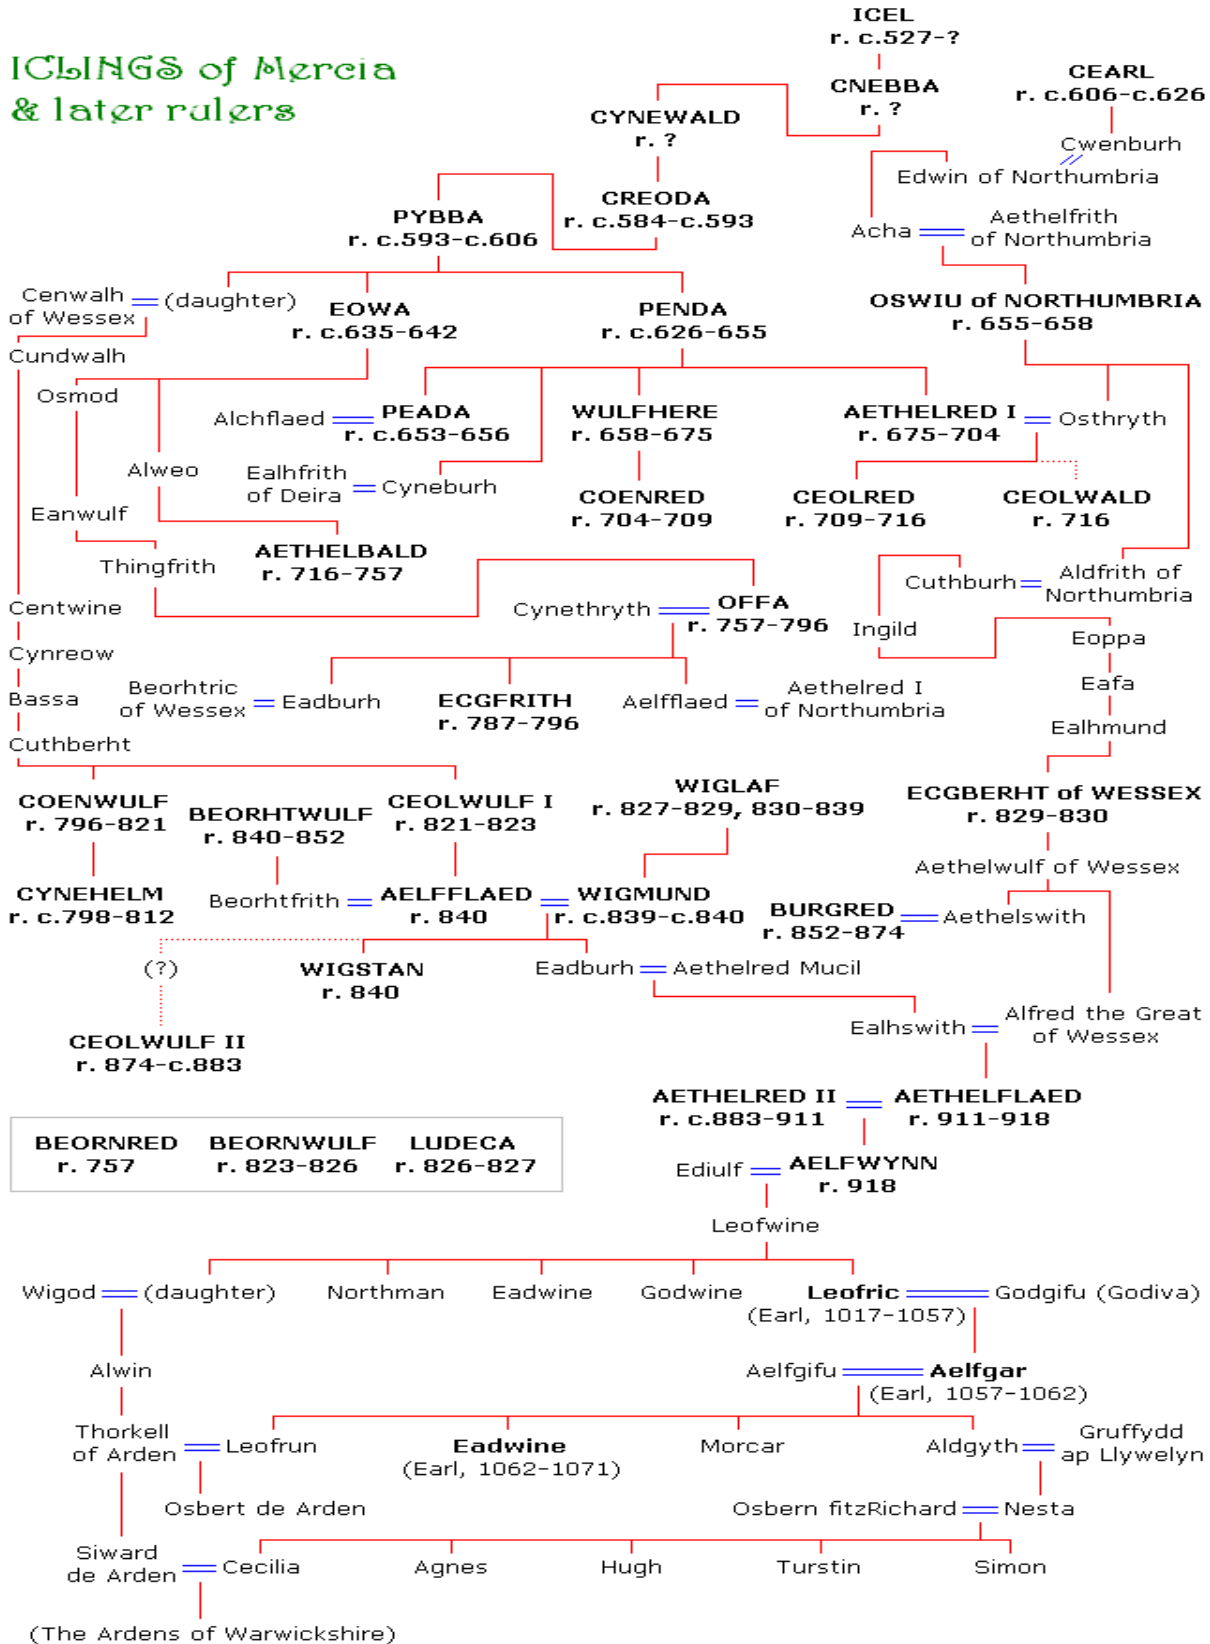 ICLINGS of Mercia
& later rulers
ICEL
r. c.527-?
CNEBBA
r. ?
CEARL
r. c.606-c.626
CYNEWALD
r. ?
Cwenburh
Edwin of Northumbria
CREODA
r. c.584-c.593
PYBBA
r. c.593-c.606
Acha
Aethelfrith
of Northumbria
Cenwalh
of Wessex
(daughter)
EOWA
r. c.635-642
PENDA
r. c.626-655
OSWIU of NORTHUMBRIA
r. 655-658
Cundwalh
Osmod
Alchflaed
PEADA
r. c.653-656
WULFHERE
r. 658-675
AETHELRED I
r. 675-704
Osthryth
Alweo
Ealhfrith
of Deira
Cyneburh
COENRED
r. 704-709
CEOLRED
r. 709-716
CEOLWALD
r. 716
Eanwulf
AETHELBALD
r. 716-757
Thingfrith
Cuthburh
Aldfrith of
Northumbria
Centwine
Cynethryth
OFFA
r. 757-796
Ingild
Eoppa
Cynreow
Bassa
Beorhtric
of Wessex
Eadburh
ECGFRITH
r. 787-796
Aelfflaed
Aethelred I
of Northumbria
Eafa
Ealhmund
Cuthberht
COENWULF
r. 796-821
BEORHTWULF
r. 840-852
CEOLWULF I
r. 821-823
WIGLAF
r. 827-829, 830-839
ECGBERHT of WESSEX
r. 829-830
Aethelwulf of Wessex
CYNEHELM
r. c.798-812
Beorhtfrith
AELFFLAED
r. 840
WIGMUND
r. c.839-c.840
BURGRED
r. 852-874
Aethelswith
(?)
WIGSTAN
r. 840
Eadburh
Aethelred Mucil
CEOLWULF II
r. 874-c.883
Ealhswith
Alfred the Great
of Wessex
AETHELRED II
r. c.883-911
AETHELFLAED
r. 911-918
BEORNRED
r. 757
BEORNWULF
r. 823-826
LUDECA
r. 826-827
Ediulf
AELFWYNN
r. 918
Leofwine
Wigod
(daughter)
Northman
Eadwine
Godwine
Leofric
(Earl, 1017-1057)
Godgifu (Godiva)
Alwin
Aelfgifu
Aelfgar
(Earl, 1057-1062)
Thorkell
of Arden
Leofrun
Eadwine
(Earl, 1062-1071)
Morcar
Aldgyth
Gruffydd
ap Llywelyn
Osbert de Arden
Osbern fitzRichard
Nesta
Siward
de Arden
Cecilia
Agnes
Hugh
Turstin
Simon
(The Ardens of Warwickshire)